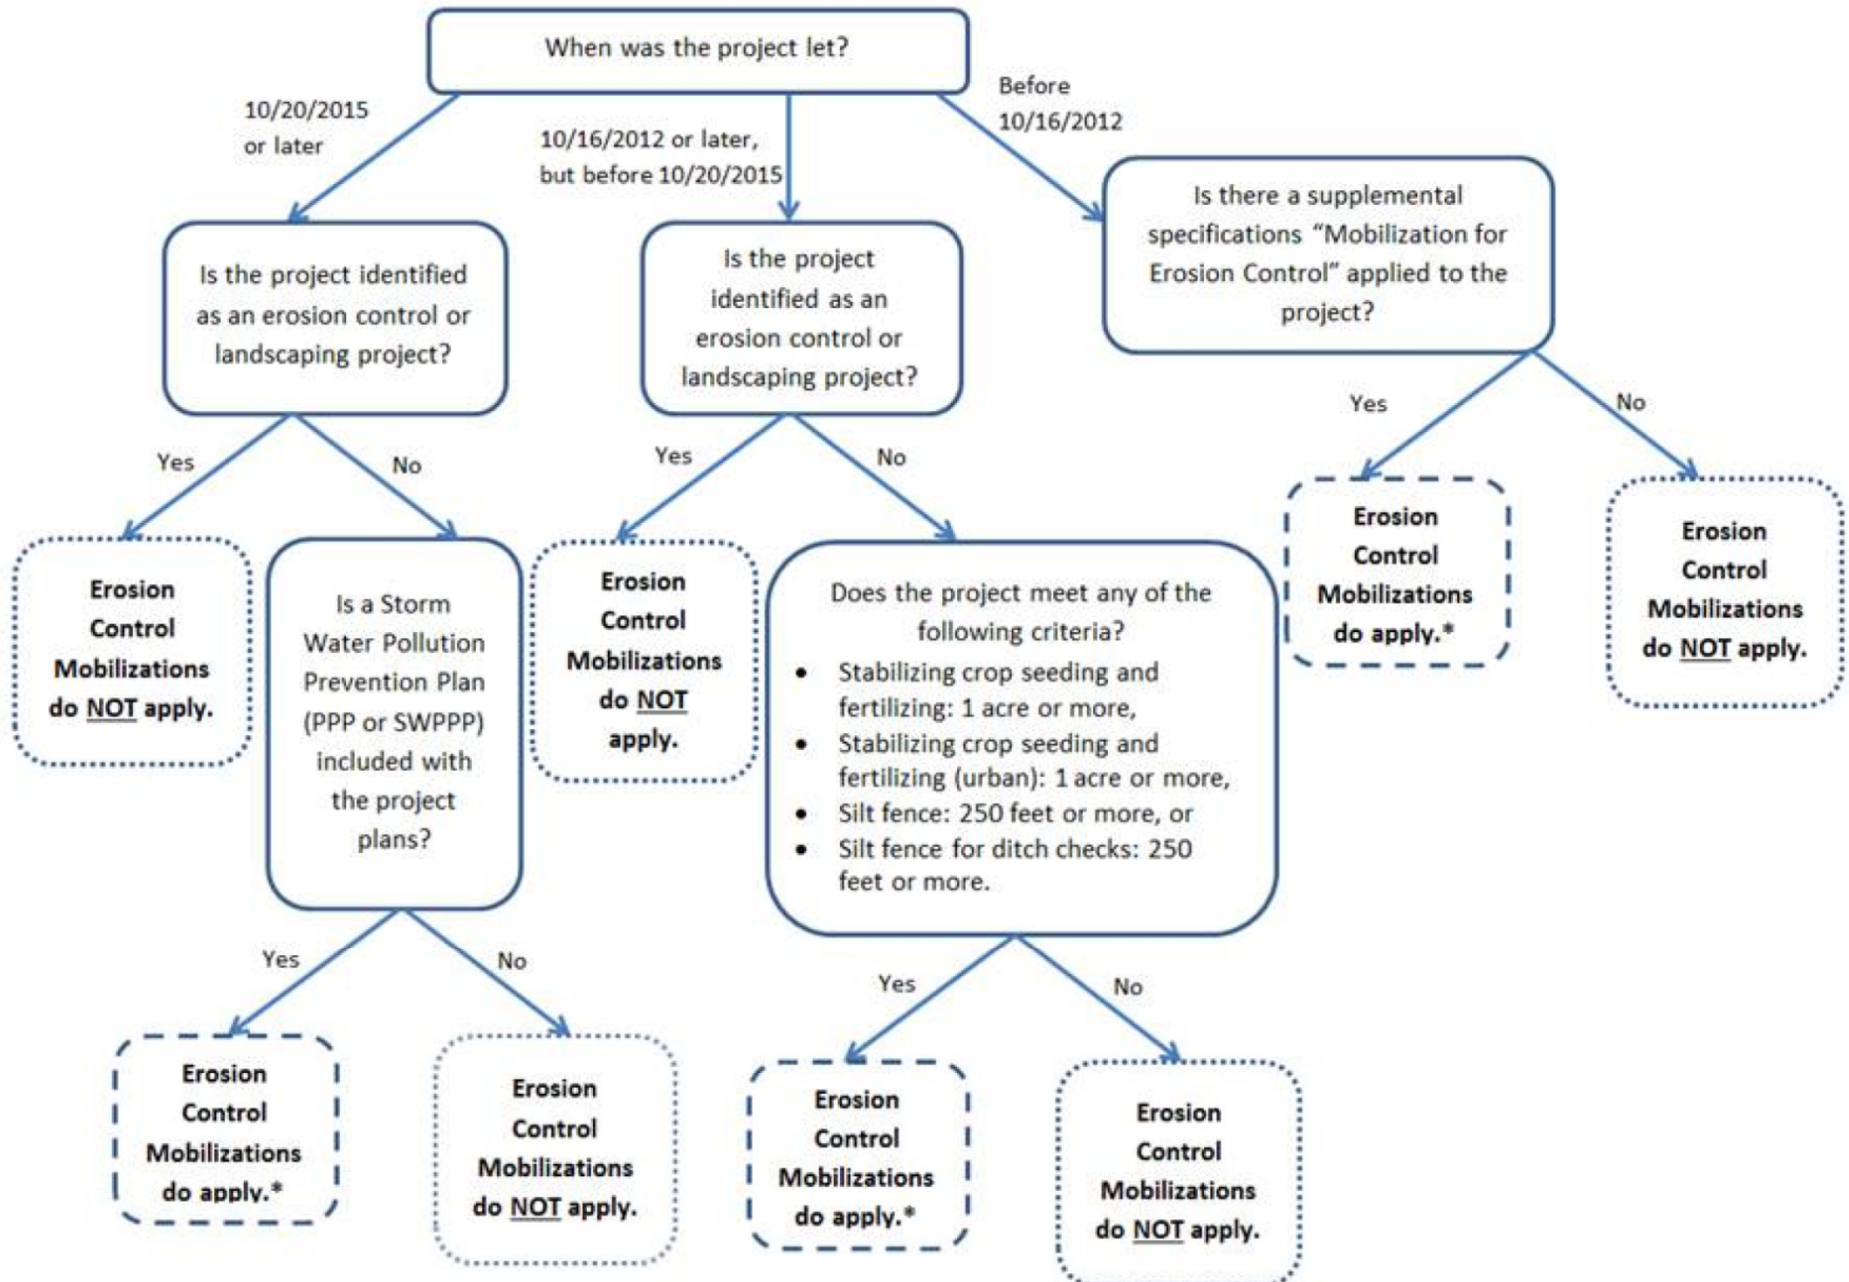 When was the project let?
10/20/2015
or later
10/16/2012 or later,
but before 10/20/2015
Before
10/16/2012
Is the project identified
as an erosion control or
landscaping project?
Is the project
identified as an
erosion control or
landscaping project?
Is there a supplemental
specifications “Mobilization for
Erosion Control” applied to the
project?
Yes
No
Yes
No
Yes
No
Erosion
Control
Mobilizations
do NOT apply.
Is a Storm
Water Pollution
Prevention Plan
(PPP or SWPPP)
included with
the project
plans?
Erosion
Control
Mobilizations
do NOT
apply.
Does the project meet any of the
following criteria?
• Stabilizing crop seeding and
fertilizing: 1 acre or more,
• Stabilizing crop seeding and
fertilizing (urban): 1 acre or more,
• Silt fence: 250 feet or more, or
• Silt fence for ditch checks: 250
feet or more.
Erosion
Control
Mobilizations
do apply.*
Erosion
Control
Mobilizations
do NOT apply.
Yes
No
Yes
No
Erosion
Control
Mobilizations
do apply.*
Erosion
Control
Mobilizations
do NOT apply.
Erosion
Control
Mobilizations
do apply.*
Erosion
Control
Mobilizations
do NOT apply.